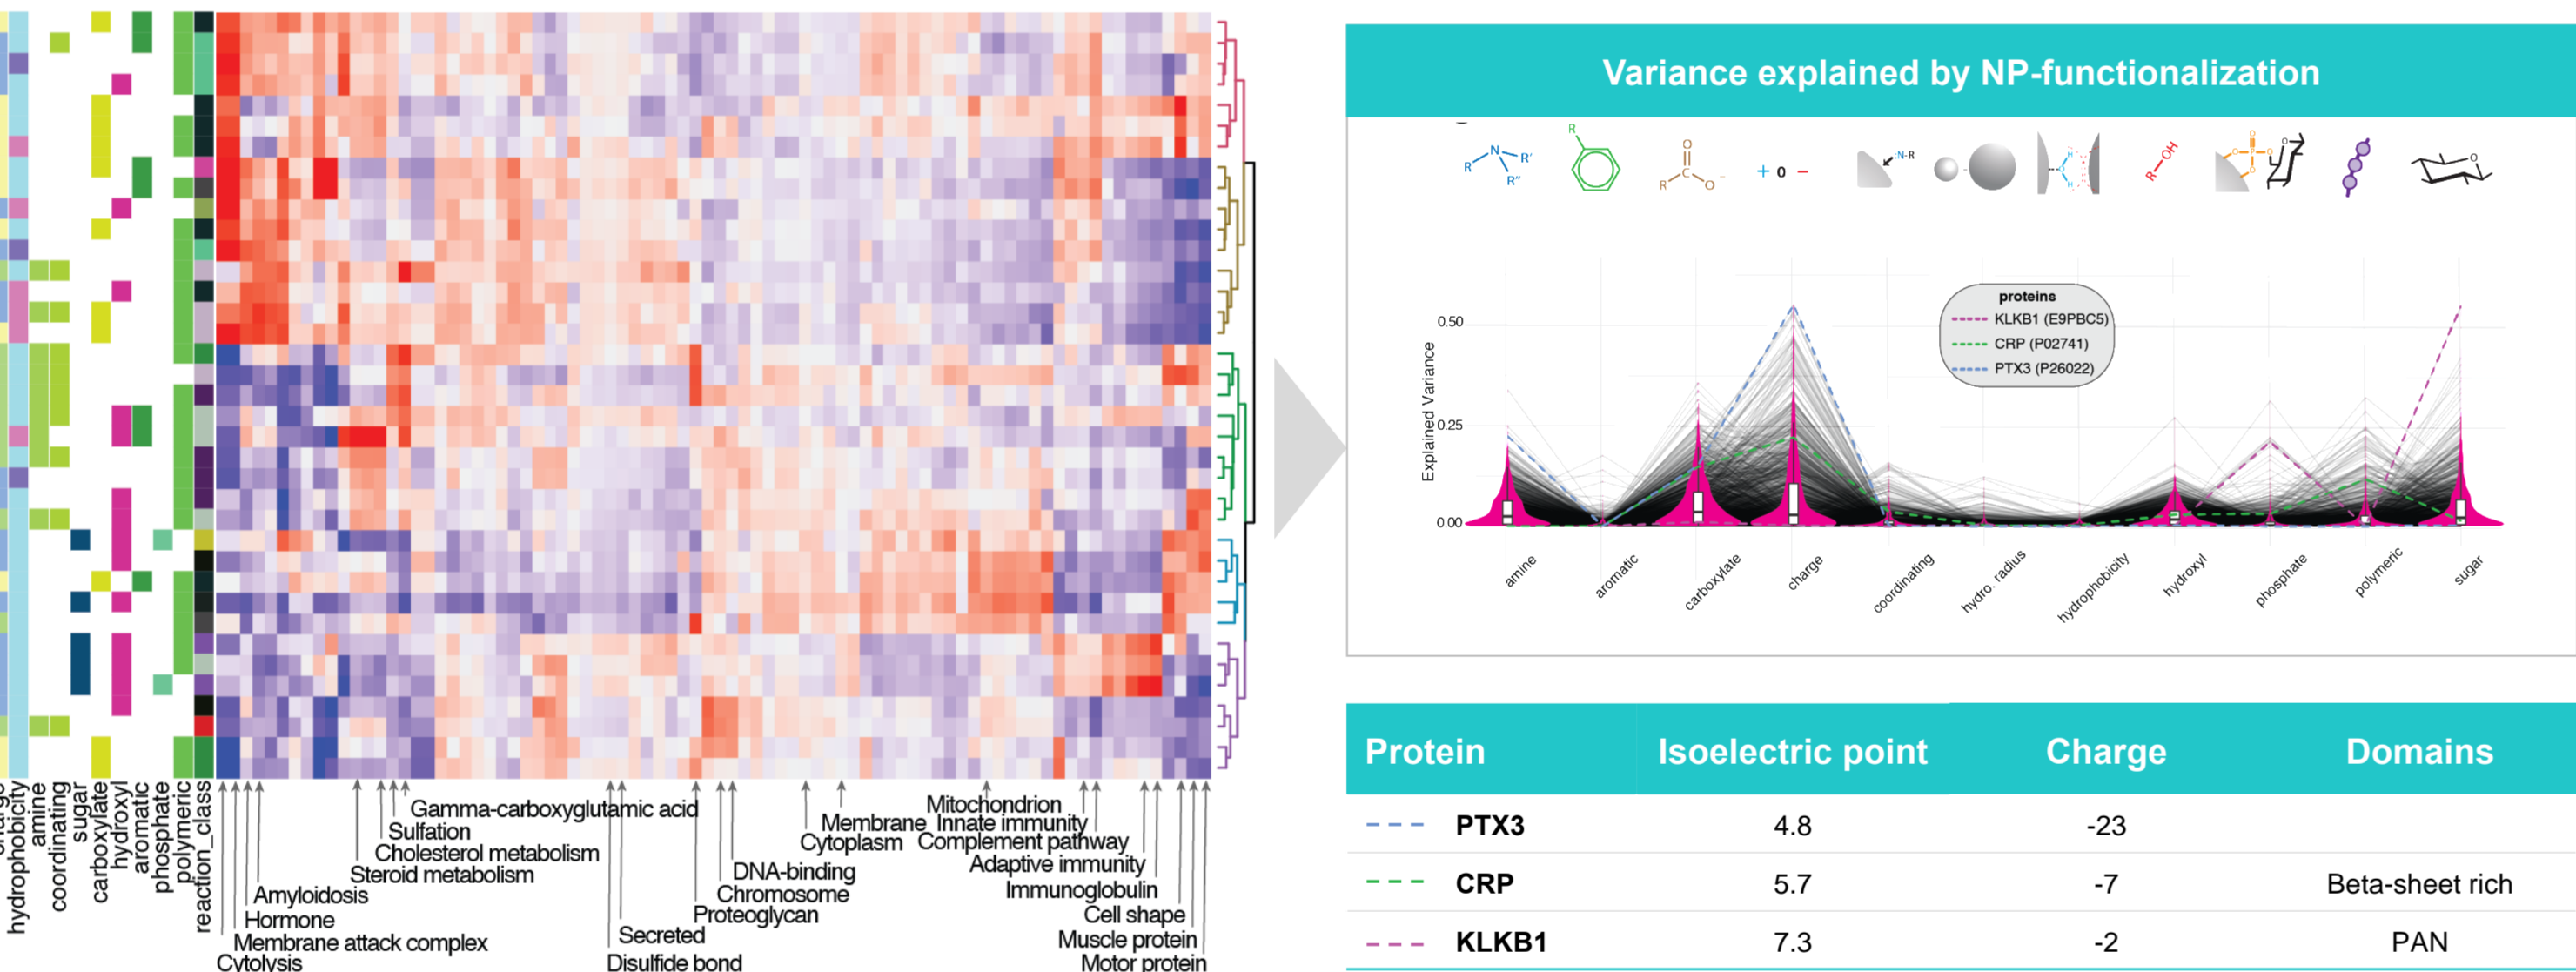 hydrophobicity
amine
coordinating
sugar
carboxylate
hydroxyl
aromatic
phosphate
polymeric
reaction_class
Gamma-carboxyglutamic acid
Sulfation
Cholesterol metabolism
Steroid metabolism
Amyloidosis
Hormone
Membrane attack complex
Cytolysis
Secreted
Disulfide bond
DNA-binding
Chromosome
Proteoglycan
Membrane
Cytoplasm
Mitochondrion
Innate immunity
Complement pathway
Adaptive immunity
Immunoglobulin
Cell shape
Muscle protein
Motor protein
Variance explained by NP-functionalization
R N R' R"
R
O R C O -
+ 0 −
:N-R
H H
R-OH
O O P O O
O
proteins
KLKB1 (E9PBC5)
CRP (P02741)
PTX3 (P26022)
Explained Variance
0.50
0.25
0.00
amine
aromatic
carboxylate
charge
coordinating
hydro. radius
hydrophobicity
hydroxyl
phosphate
polymeric
sugar
Protein Isoelectric point Charge Domains
PTX3 4.8 -23
CRP 5.7 -7 Beta-sheet rich
KLKB1 7.3 -2 PAN